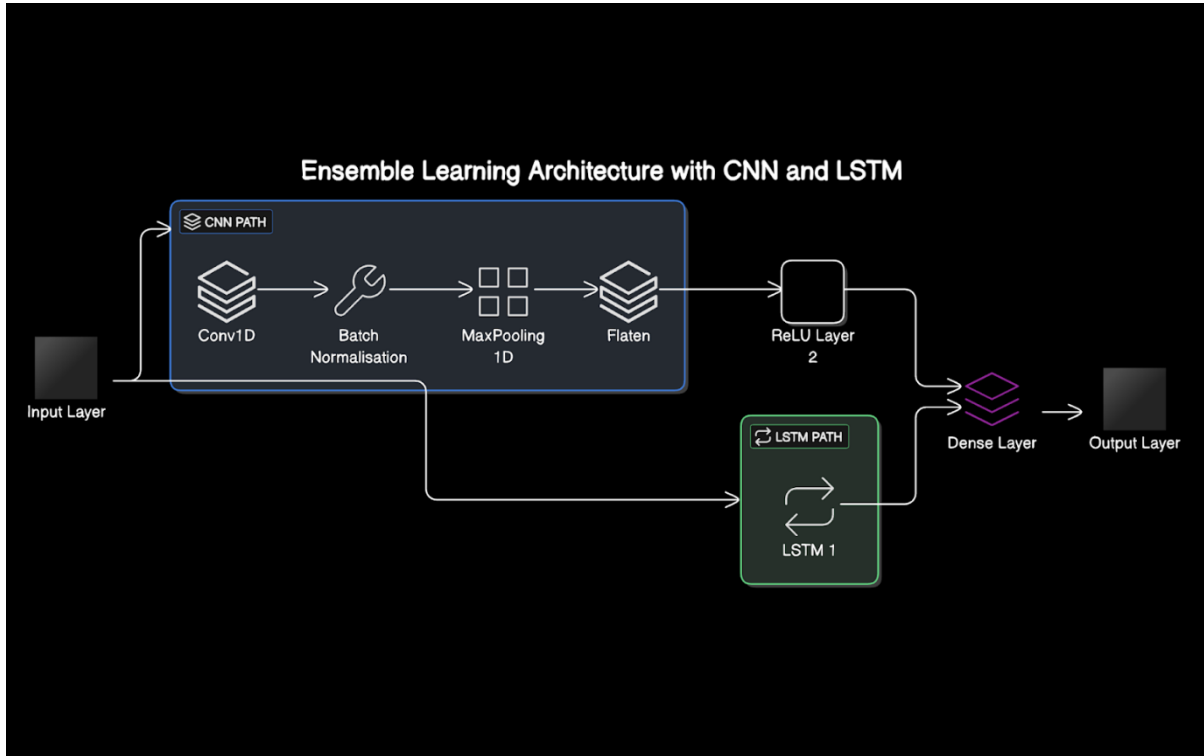 Ensemble Learning Architecture with CNN and LSTM
CNN PATH
Conv1D
Batch
Normalisation
MaxPooling
1D
Flaten
ReLU Layer
2
Input Layer
LSTM PATH
LSTM 1
Dense Layer
Output Layer